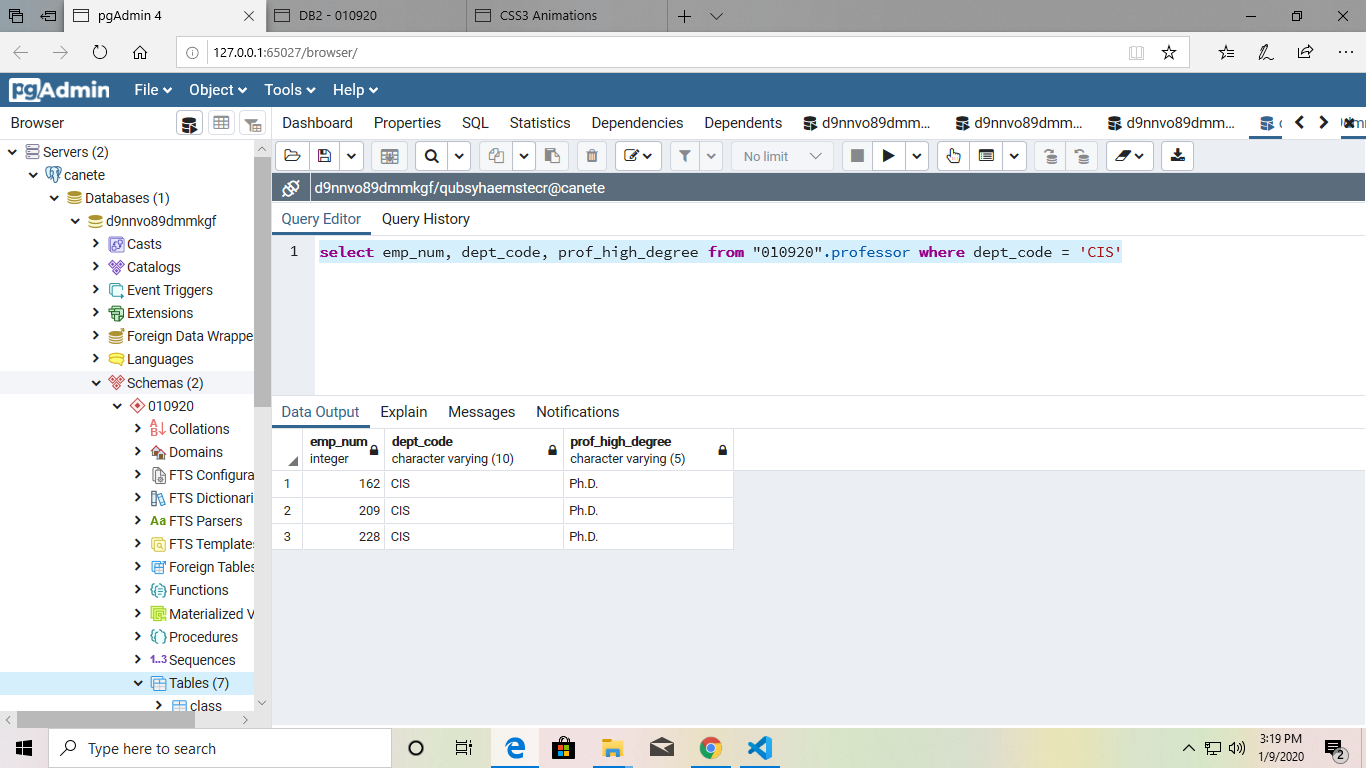 pgAdmin 4
DB2 - 010920
CSS3 Animations
127.0.0.1:65027/browser/
pgAdmin File Object Tools Help
Browser
Dashboard Properties SQL Statistics Dependencies Dependents d9nnvo89dmm... d9nnvo89dmm... d9nnvo89dmm...
Servers (2)
canete
Databases (1)
d9nnvo89dmmkgf
Casts
Catalogs
Event Triggers
Extensions
Foreign Data Wrappe
Languages
Schemas (2)
010920
Collations
Domains
FTS Configura
FTS Dictionari
Aa FTS Parsers
FTS Templates
Foreign Tables
Functions
Materialized V
Procedures
1..3 Sequences
Tables (7)
class
No limit
d9nnvo89dmmkgf/qubsyhaemstecr@canete
Query Editor Query History
1 select emp_num, dept_code, prof_high_degree from "010920".professor where dept_code = 'CIS'
Data Output Explain Messages Notifications
emp_num dept_code prof_high_degree
integer character varying (10) character varying (5)
1 162 CIS Ph.D.
2 209 CIS Ph.D.
3 228 CIS Ph.D.
Type here to search
3:19 PM
1/9/2020
2